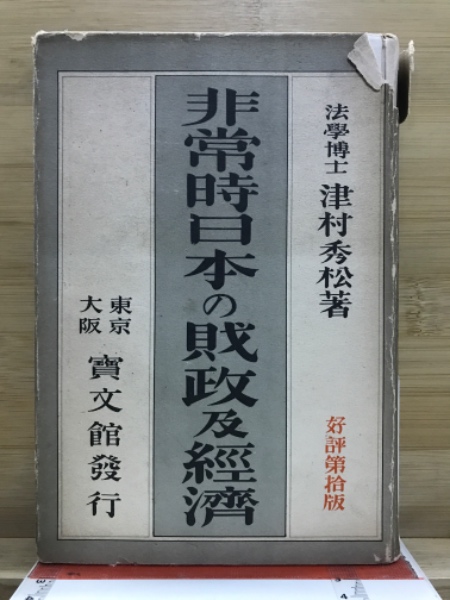 法學博士 津村秀松著
好評第拾版
非常時日本の財政及經濟
東京
大阪
寶文館發行